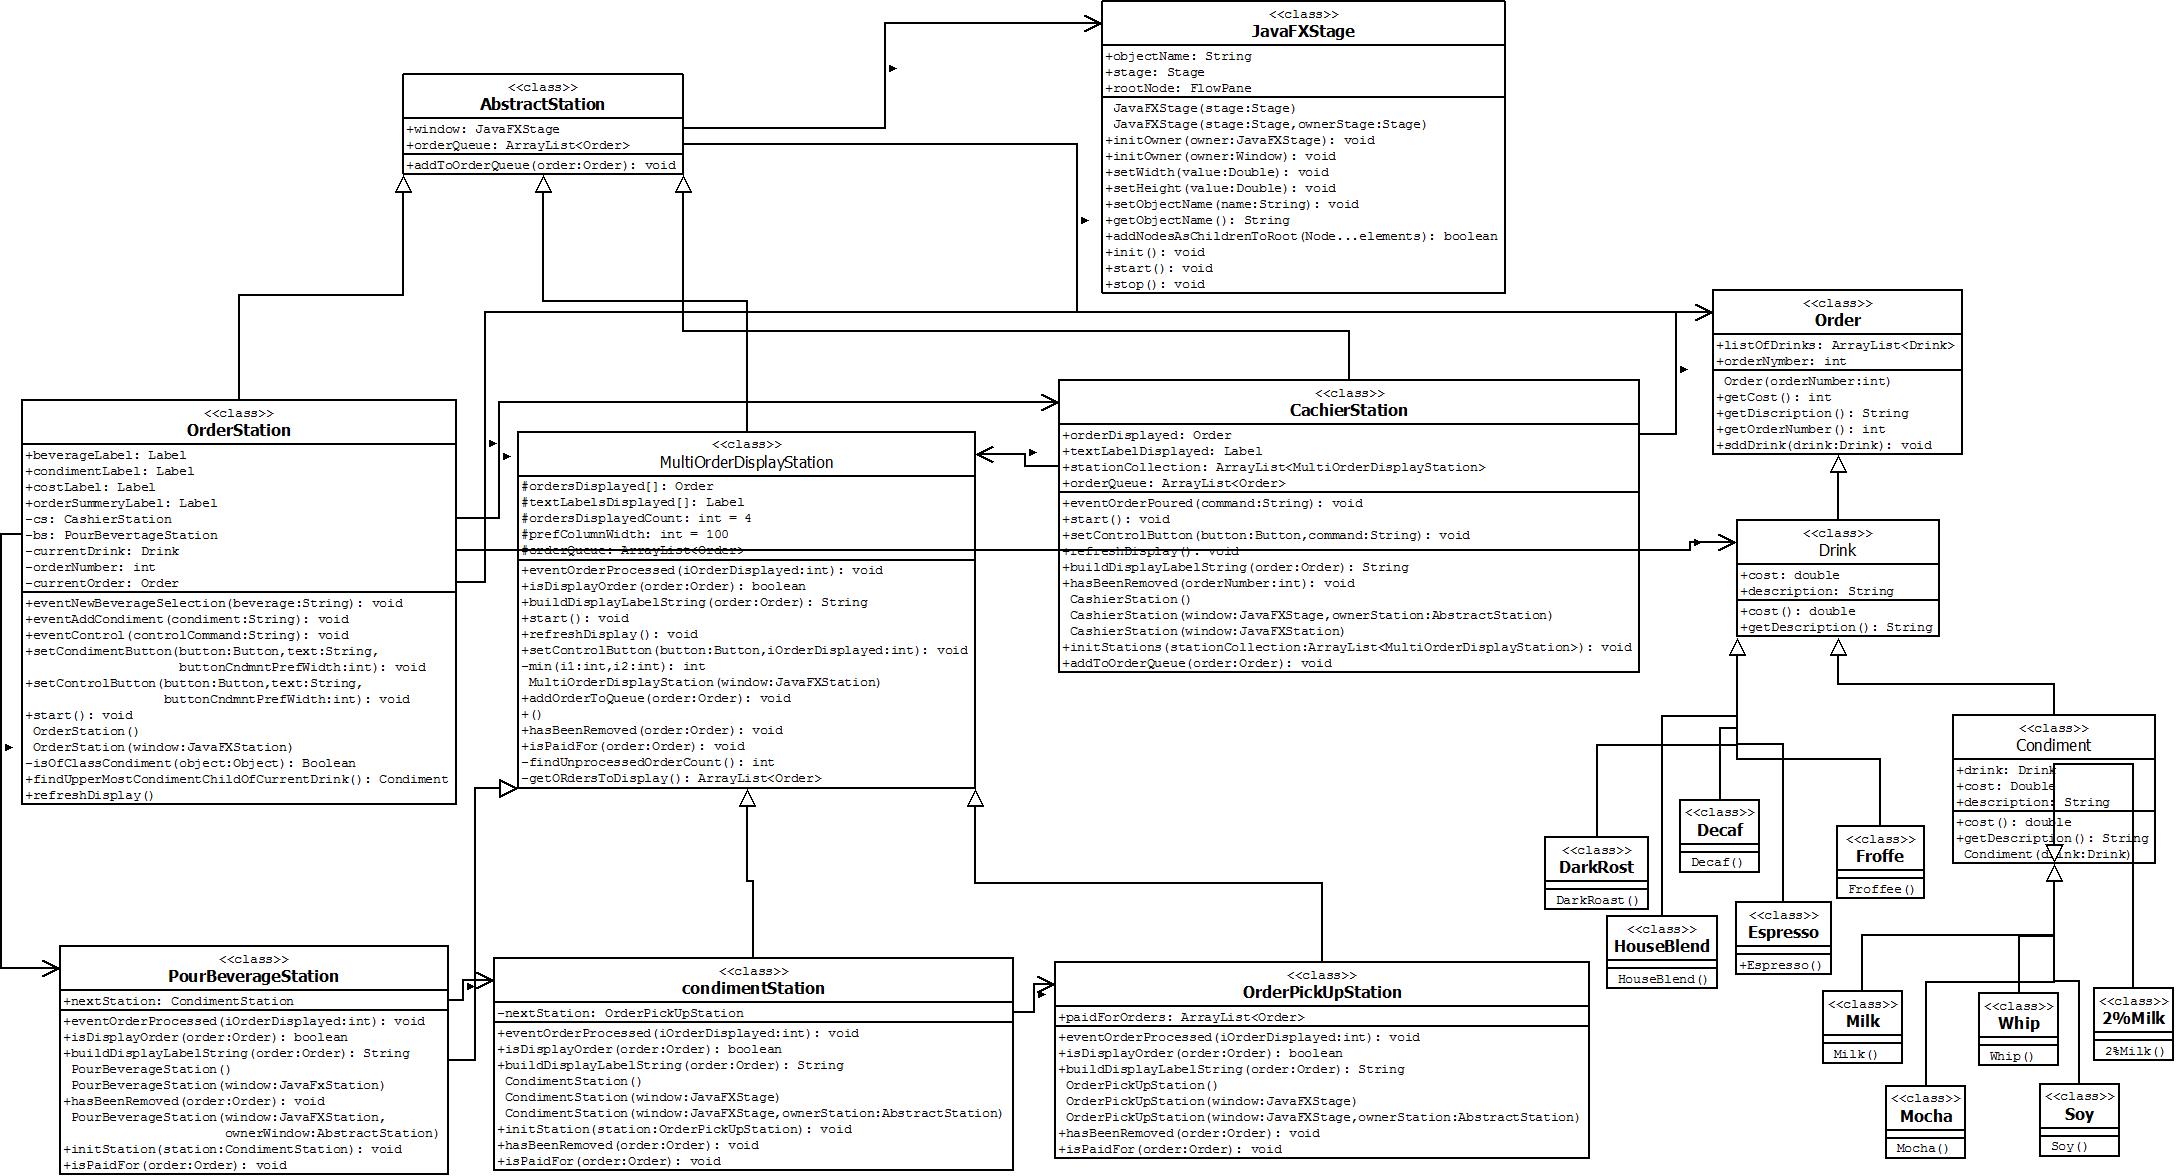 <<class>>
JavaFXStage
+objectName: String
+stage: Stage
+rootNode: FlowPane
JavaFXStage(stage:Stage)
JavaFXStage(stage:Stage,ownerStage:Stage)
+initOwner(owner:JavaFXStage): void
+initOwner(owner:Window): void
+setWidth(value:Double): void
+setHeight(value:Double): void
+setObjectName(name:String): void
+getObjectName(): String
+addNodesAsChildrenToRoot(Node...elements): boolean
+init(): void
+start(): void
+stop(): void
<<class>>
AbstractStation
+window: JavaFXStage
+orderQueue: ArrayList<Order>
+addToOrderQueue(order:Order): void
<<class>>
Order
+listOfDrinks: ArrayList<Drink>
+orderNymber: int
Order(orderNumber:int)
+getCost(): int
+getDiscription(): String
+getOrderNumber(): int
+sddDrink(drink:Drink): void
<<class>>
OrderStation
+beverageLabel: Label
+condimentLabel: Label
+costLabel: Label
+orderSummeryLabel: Label
-cs: CashierStation
-bs: PourBevertageStation
-currentDrink: Drink
-orderNumber: int
-currentOrder: Order
+eventNewBeverageSelection(beverage:String): void
+eventAddCondiment(condiment:String): void
+eventControl(controlCommand:String): void
+setCondimentButton(button:Button,text:String,
buttonCndmntPrefWidth:int): void
+setControlButton(button:Button,text:String,
buttonCndmntPrefWidth:int): void
+start(): void
OrderStation()
OrderStation(window:JavaFXStation)
-isOfClassCondiment(object:Object): Boolean
+findUpperMostCondimentChildOfCurrentDrink(): Condiment
+refreshDisplay()
<<class>>
MultiOrderDisplayStation
#ordersDisplayed[]: Order
#textLabelsDisplayed[]: Label
#ordersDisplayedCount: int = 4
#prefColumnWidth: int = 100
#orderQueue: ArrayList<Order>
+eventOrderProcessed(iOrderDisplayed:int): void
+isDisplayOrder(order:Order): boolean
+buildDisplayLabelString(order:Order): String
+start(): void
+refreshDisplay(): void
+setControlButton(button:Button,iOrderDisplayed:int): void
-min(i1:int,i2:int): int
MultiOrderDisplayStation(window:JavaFXStation)
+addOrderToQueue(order:Order): void
+()
+hasBeenRemoved(order:Order): void
+isPaidFor(order:Order): void
-findUnprocessedOrderCount(): int
-getORdersToDisplay(): ArrayList<Order>
<<class>>
CachierStation
+orderDisplayed: Order
+textLabelDisplayed: Label
+stationCollection: ArrayList<MultiOrderDisplayStation>
+orderQueue: ArrayList<Order>
+eventOrderPoured(command:String): void
+start(): void
+setControlButton(button:Button,command:String): void
+refreshDisplay(): void
+buildDisplayLabelString(order:Order): String
+hasBeenRemoved(orderNumber:int): void
CashierStation()
CashierStation(window:JavaFXStage,ownerStation:AbstractStation)
CashierStation(window:JavaFXStation)
+initStations(stationCollection:ArrayList<MultiOrderDisplayStation>): void
+addToOrderQueue(order:Order): void
<<class>>
Drink
+cost: double
+description: String
+cost(): double
+getDescription(): String
<<class>>
Condiment
+drink: Drink
+cost: Double
+description: String
+cost(): double
+getDescription(): String
Condiment(drink:Drink)
<<class>>
Decaf
Decaf()
<<class>>
Froffe
Froffee()
<<class>>
DarkRost
DarkRoast()
<<class>>
HouseBlend
HouseBlend()
<<class>>
Espresso
+Espresso()
<<class>>
PourBeverageStation
+nextStation: CondimentStation
+eventOrderProcessed(iOrderDisplayed:int): void
+isDisplayOrder(order:Order): boolean
+buildDisplayLabelString(order:Order): String
PourBeverageStation()
PourBeverageStation(window:JavaFxStation)
+hasBeenRemoved(order:Order): void
PourBeverageStation(window:JavaFXStation,
ownerWindow:AbstractStation)
+initStation(station:CondimentStation): void
+isPaidFor(order:Order): void
<<class>>
condimentStation
-nextStation: OrderPickUpStation
+eventOrderProcessed(iOrderDisplayed:int): void
+isDisplayOrder(order:Order): boolean
+buildDisplayLabelString(order:Order): String
CondimentStation()
CondimentStation(window:JavaFXStage)
CondimentStation(window:JavaFXStage,ownerStation:AbstractStation)
+initStation(station:OrderPickUpStation): void
+hasBeenRemoved(order:Order): void
+isPaidFor(order:Order): void
<<class>>
OrderPickUpStation
+paidForOrders: ArrayList<Order>
+eventOrderProcessed(iOrderDisplayed:int): void
+isDisplayOrder(order:Order): boolean
+buildDisplayLabelString(order:Order): String
OrderPickUpStation()
OrderPickUpStation(window:JavaFXStage)
OrderPickUpStation(window:JavaFXStage,ownerStation:AbstractStation)
+hasBeenRemoved(order:Order): void
+isPaidFor(order:Order): void
<<class>>
Milk
Milk()
<<class>>
Whip
Whip()
<<class>>
2%Milk
2%Milk()
<<class>>
Mocha
Mocha()
<<class>>
Soy
Soy()